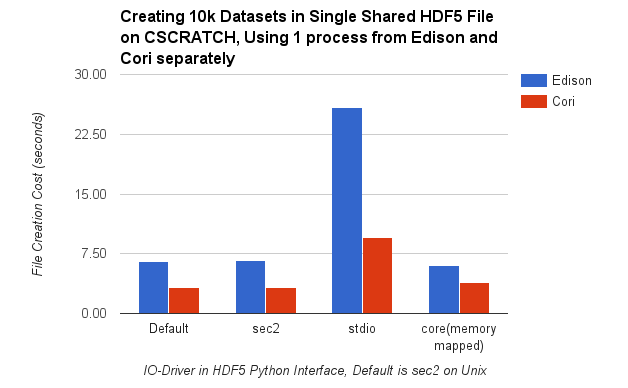 Creating 10k Datasets in Single Shared HDF5 File
on CSCRATCH, Using 1 process from Edison and
Cori separately
30.00
22.50
15.00
7.50
0.00
File Creation Cost (seconds)
Edison
Cori
Default
sec2
stdio
core(memory
mapped)
IO-Driver in HDF5 Python Interface, Default is sec2 on Unix